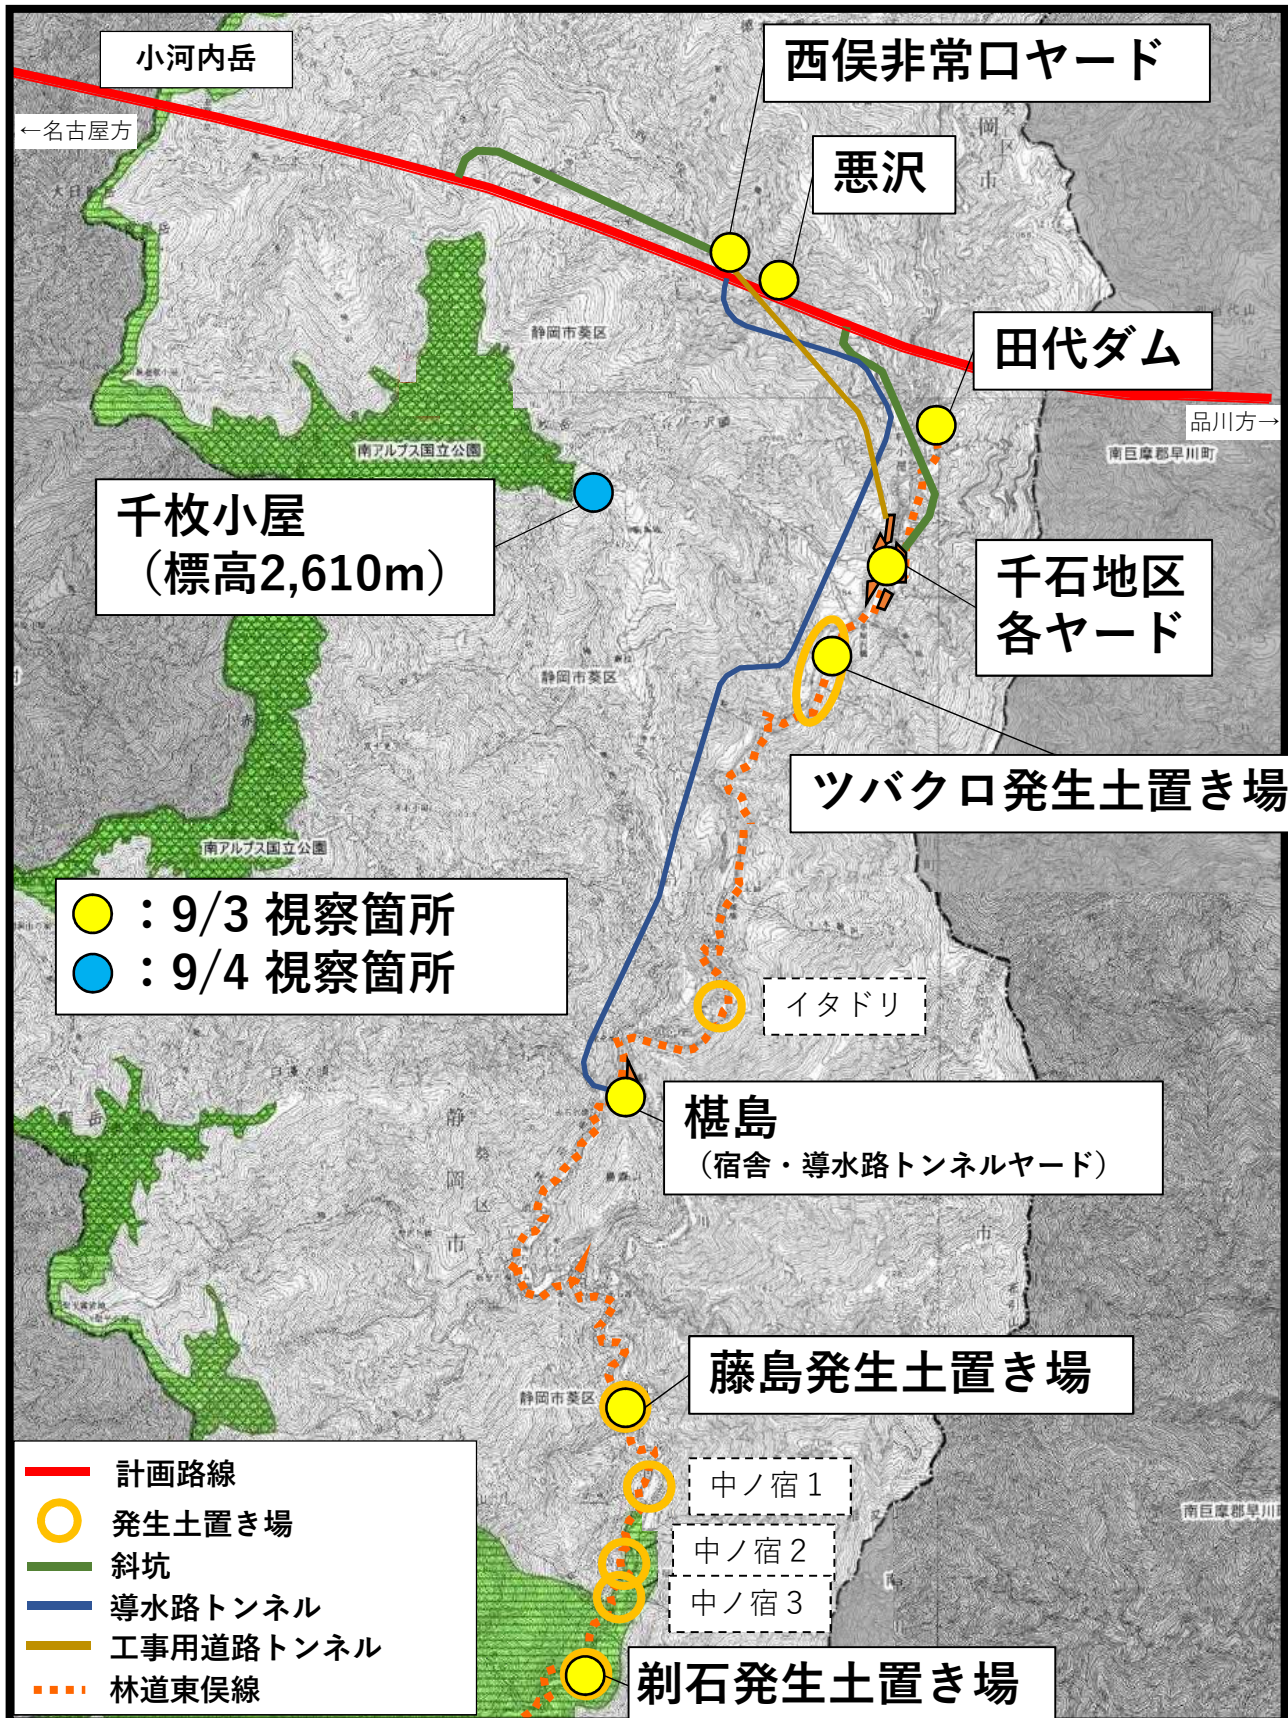 小河内岳
西俣非常口ヤード
←名古屋方
悪沢
静岡市葵区
田代ダム
品川方→
南アルプス国立公園
南巨摩郡早川町
千枚小屋
（標高2,610m）
千石地区
各ヤード
静岡市葵区
ツバクロ発生土置き場
南アルプス国立公園
：9/3 視察箇所
：9/4 視察箇所
イタドリ
椹島
（宿舎・導水路トンネルヤード）
静岡市葵区
藤島発生土置き場
計画路線
中ノ宿１
発生土置き場
南巨摩郡早川
中ノ宿２
斜坑
中ノ宿３
導水路トンネル
工事用道路トンネル
林道東俣線
剃石発生土置き場